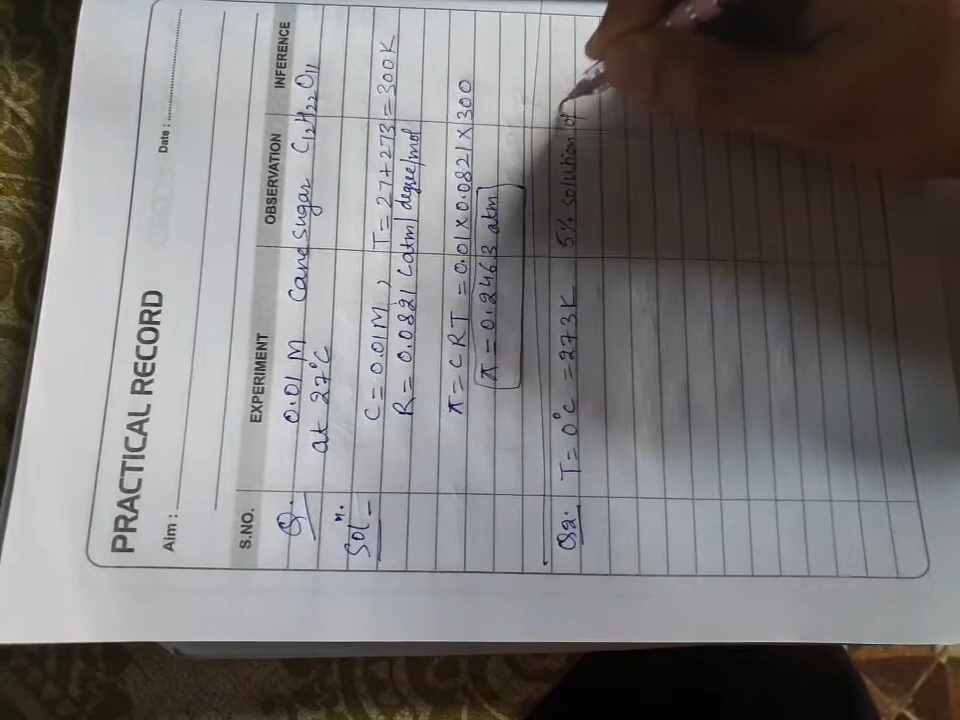 PRACTICAL RECORD
Aim : Date :
S.NO. EXPERIMENT OBSERVATION INFERENCE
Q. 0.01 M Cane sugar C12H22O11
at 27°C
Solⁿ. C = 0.01M, T = 27+273 = 300K
R = 0.0821 latm/degree/mol
π = CRT = 0.01 x 0.0821 x 300
π = 0.2463 atm
Q2. T = 0°C = 273K 5% solution of